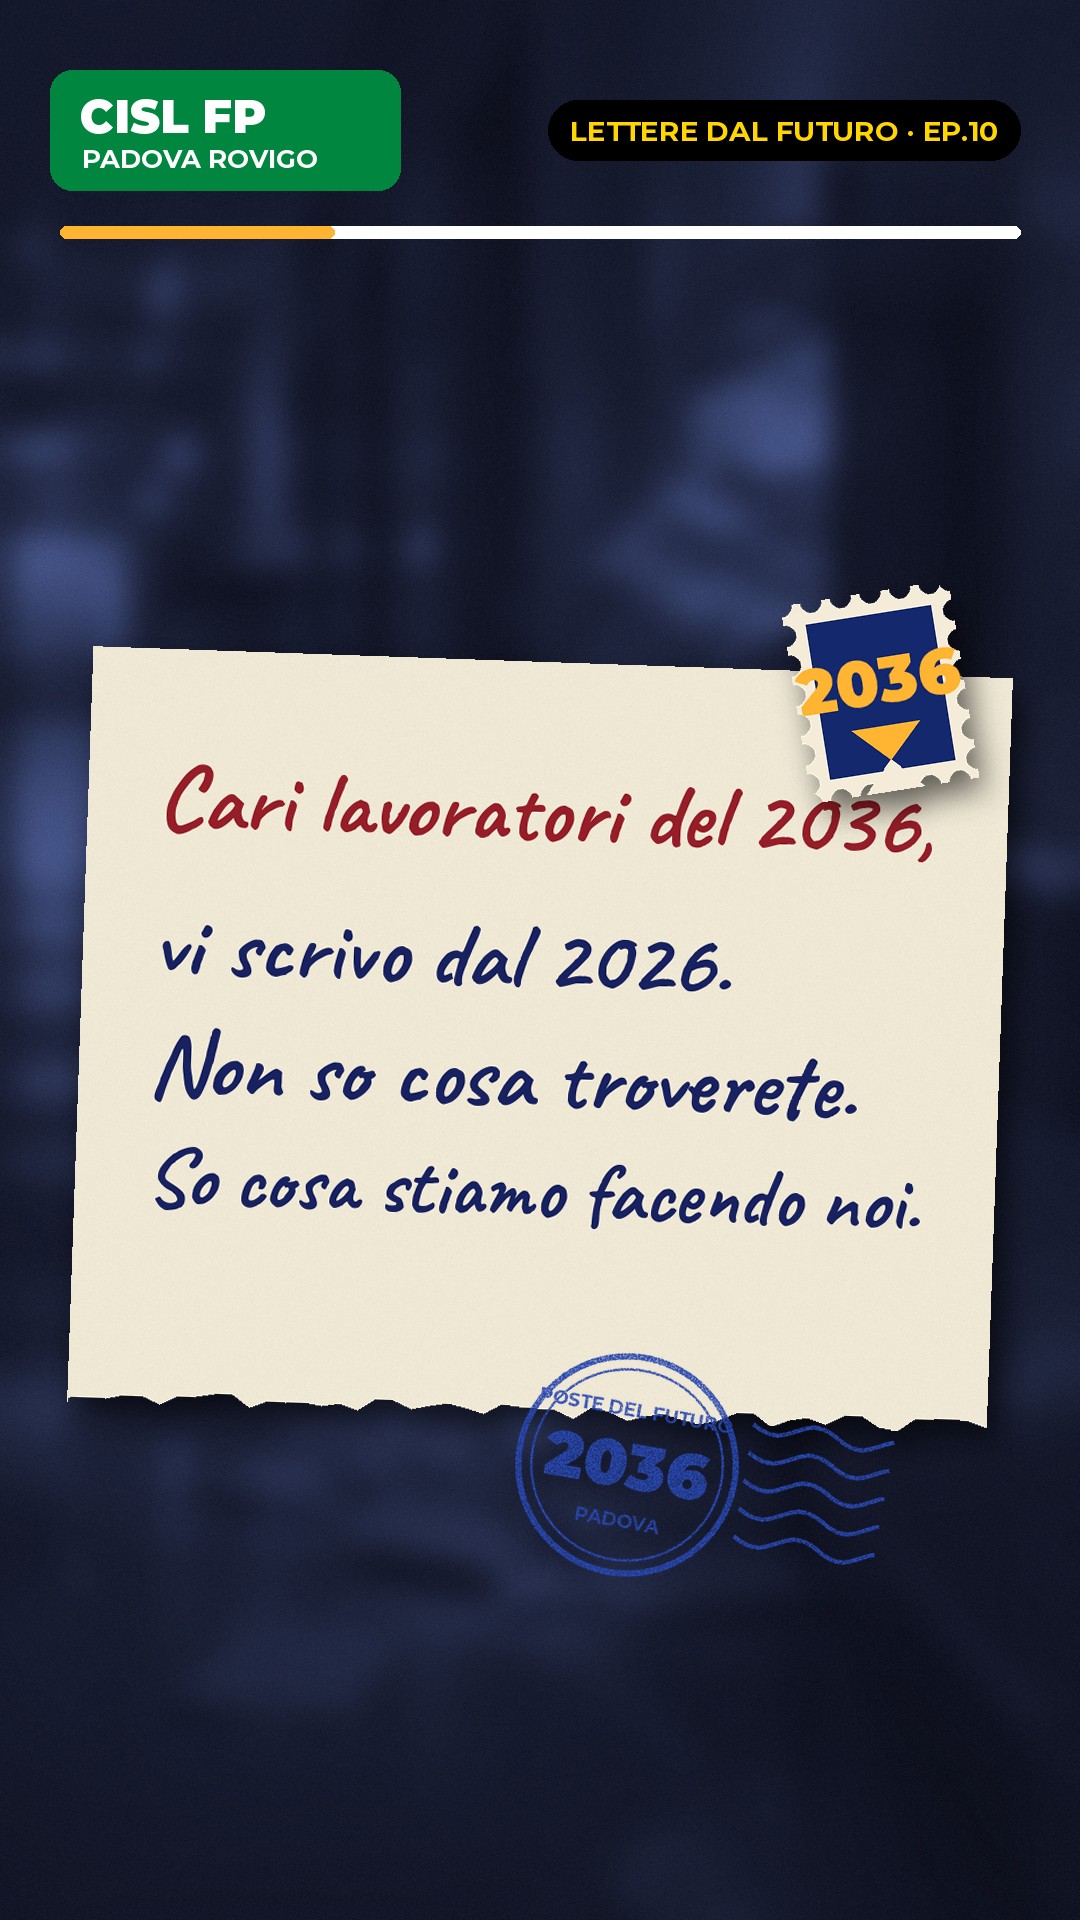 CISL FP
PADOVA ROVIGO
LETTERE DAL FUTURO · EP.10
2036
Cari lavoratori del 2036,
vi scrivo dal 2026.
Non so cosa troverete.
So cosa stiamo facendo noi.
POSTE DEL FUTURO
2036
PADOVA